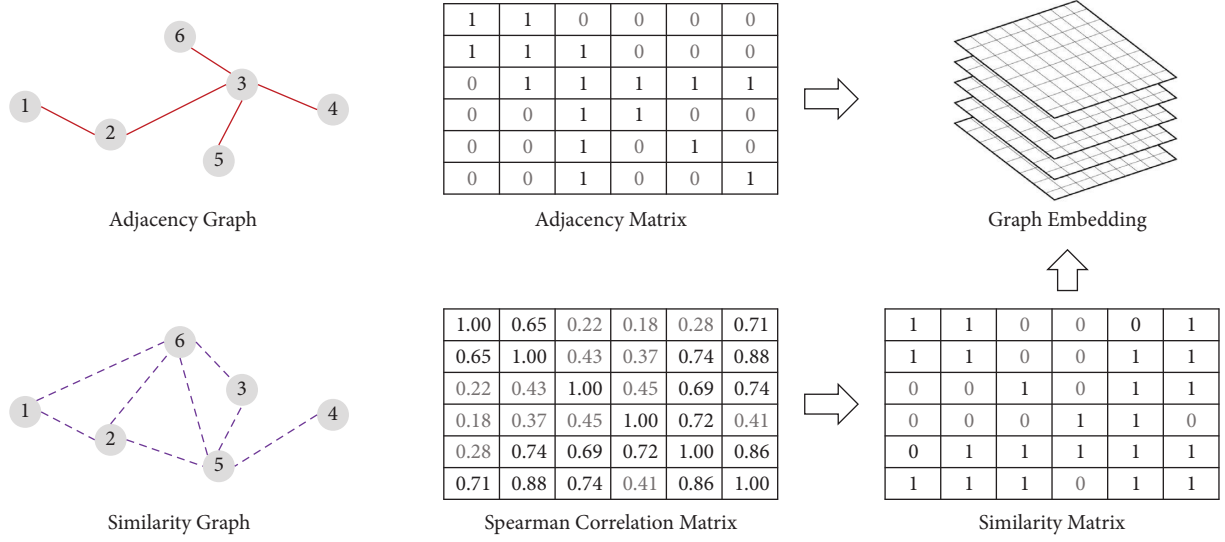 6
3
1
4
2
5
Adjacency Graph
1 1 0 0 0 0
1 1 1 0 0 0
0 1 1 1 1 1
0 0 1 1 0 0
0 0 1 0 1 0
0 0 1 0 0 1
Adjacency Matrix
Graph Embedding
6
3
1
4
2
5
Similarity Graph
1.00 0.65 0.22 0.18 0.28 0.71
0.65 1.00 0.43 0.37 0.74 0.88
0.22 0.43 1.00 0.45 0.69 0.74
0.18 0.37 0.45 1.00 0.72 0.41
0.28 0.74 0.69 0.72 1.00 0.86
0.71 0.88 0.74 0.41 0.86 1.00
Spearman Correlation Matrix
1 1 0 0 0 1
1 1 0 0 1 1
0 0 1 0 1 1
0 0 0 1 1 0
0 1 1 1 1 1
1 1 1 0 1 1
Similarity Matrix